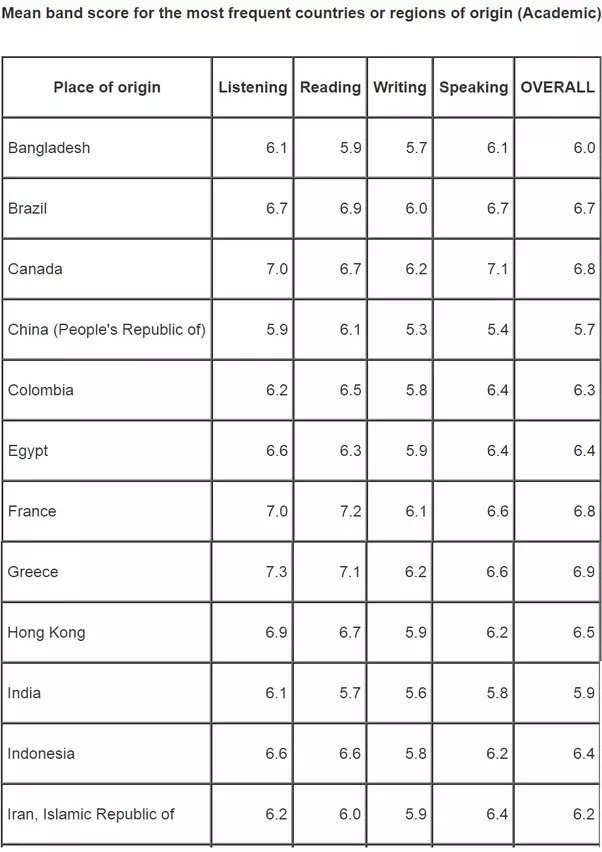 Mean band score for the most frequent countries or regions of origin (Academic)
Place of origin Listening Reading Writing Speaking OVERALL
Bangladesh 6.1 5.9 5.7 6.1 6.0
Brazil 6.7 6.9 6.0 6.7 6.7
Canada 7.0 6.7 6.2 7.1 6.8
China (People's Republic of) 5.9 6.1 5.3 5.4 5.7
Colombia 6.2 6.5 5.8 6.4 6.3
Egypt 6.6 6.3 5.9 6.4 6.4
France 7.0 7.2 6.1 6.6 6.8
Greece 7.3 7.1 6.2 6.6 6.9
Hong Kong 6.9 6.7 5.9 6.2 6.5
India 6.1 5.7 5.6 5.8 5.9
Indonesia 6.6 6.6 5.8 6.2 6.4
Iran, Islamic Republic of 6.2 6.0 5.9 6.4 6.2